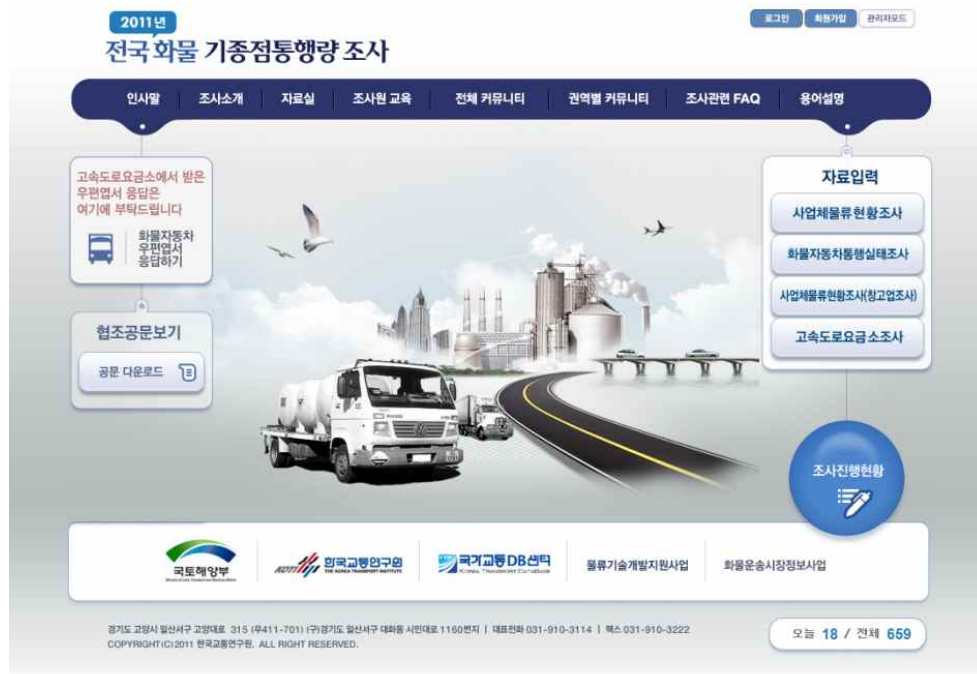 2011년
전국 화물 기종점통행량 조사
로그인 회원가입 관리자모드
인사말 조사소개 자료실 조사원 교육 전체 커뮤니티 권역별 커뮤니티 조사관련 FAQ 용어설명
고속도로요금소에서 받은
우편엽서 응답은
여기에 부탁드립니다
화물자동차
우편엽서
응답하기
협조공문보기
공문 다운로드
자료입력
사업체물류현황조사
화물자동차통행실태조사
사업체물류현황조사(창고업조사)
고속도로요금소조사
조사진행현황
국토해양부
KOTI 한국교통연구원
THE KOREA TRANSPORT INSTITUTE
국가교통DB센터
물류기술개발지원사업
화물운송시장정보사업
경기도 고양시 일산서구 고양대로 315 (우411-701) (구)경기도 일산서구 대화동 시민대로 1160번지 | 대표전화 031-910-3114 | 팩스 031-910-3222
COPYRIGHT(C)2011 한국교통연구원. ALL RIGHT RESERVED.
오늘 18 / 전체 659